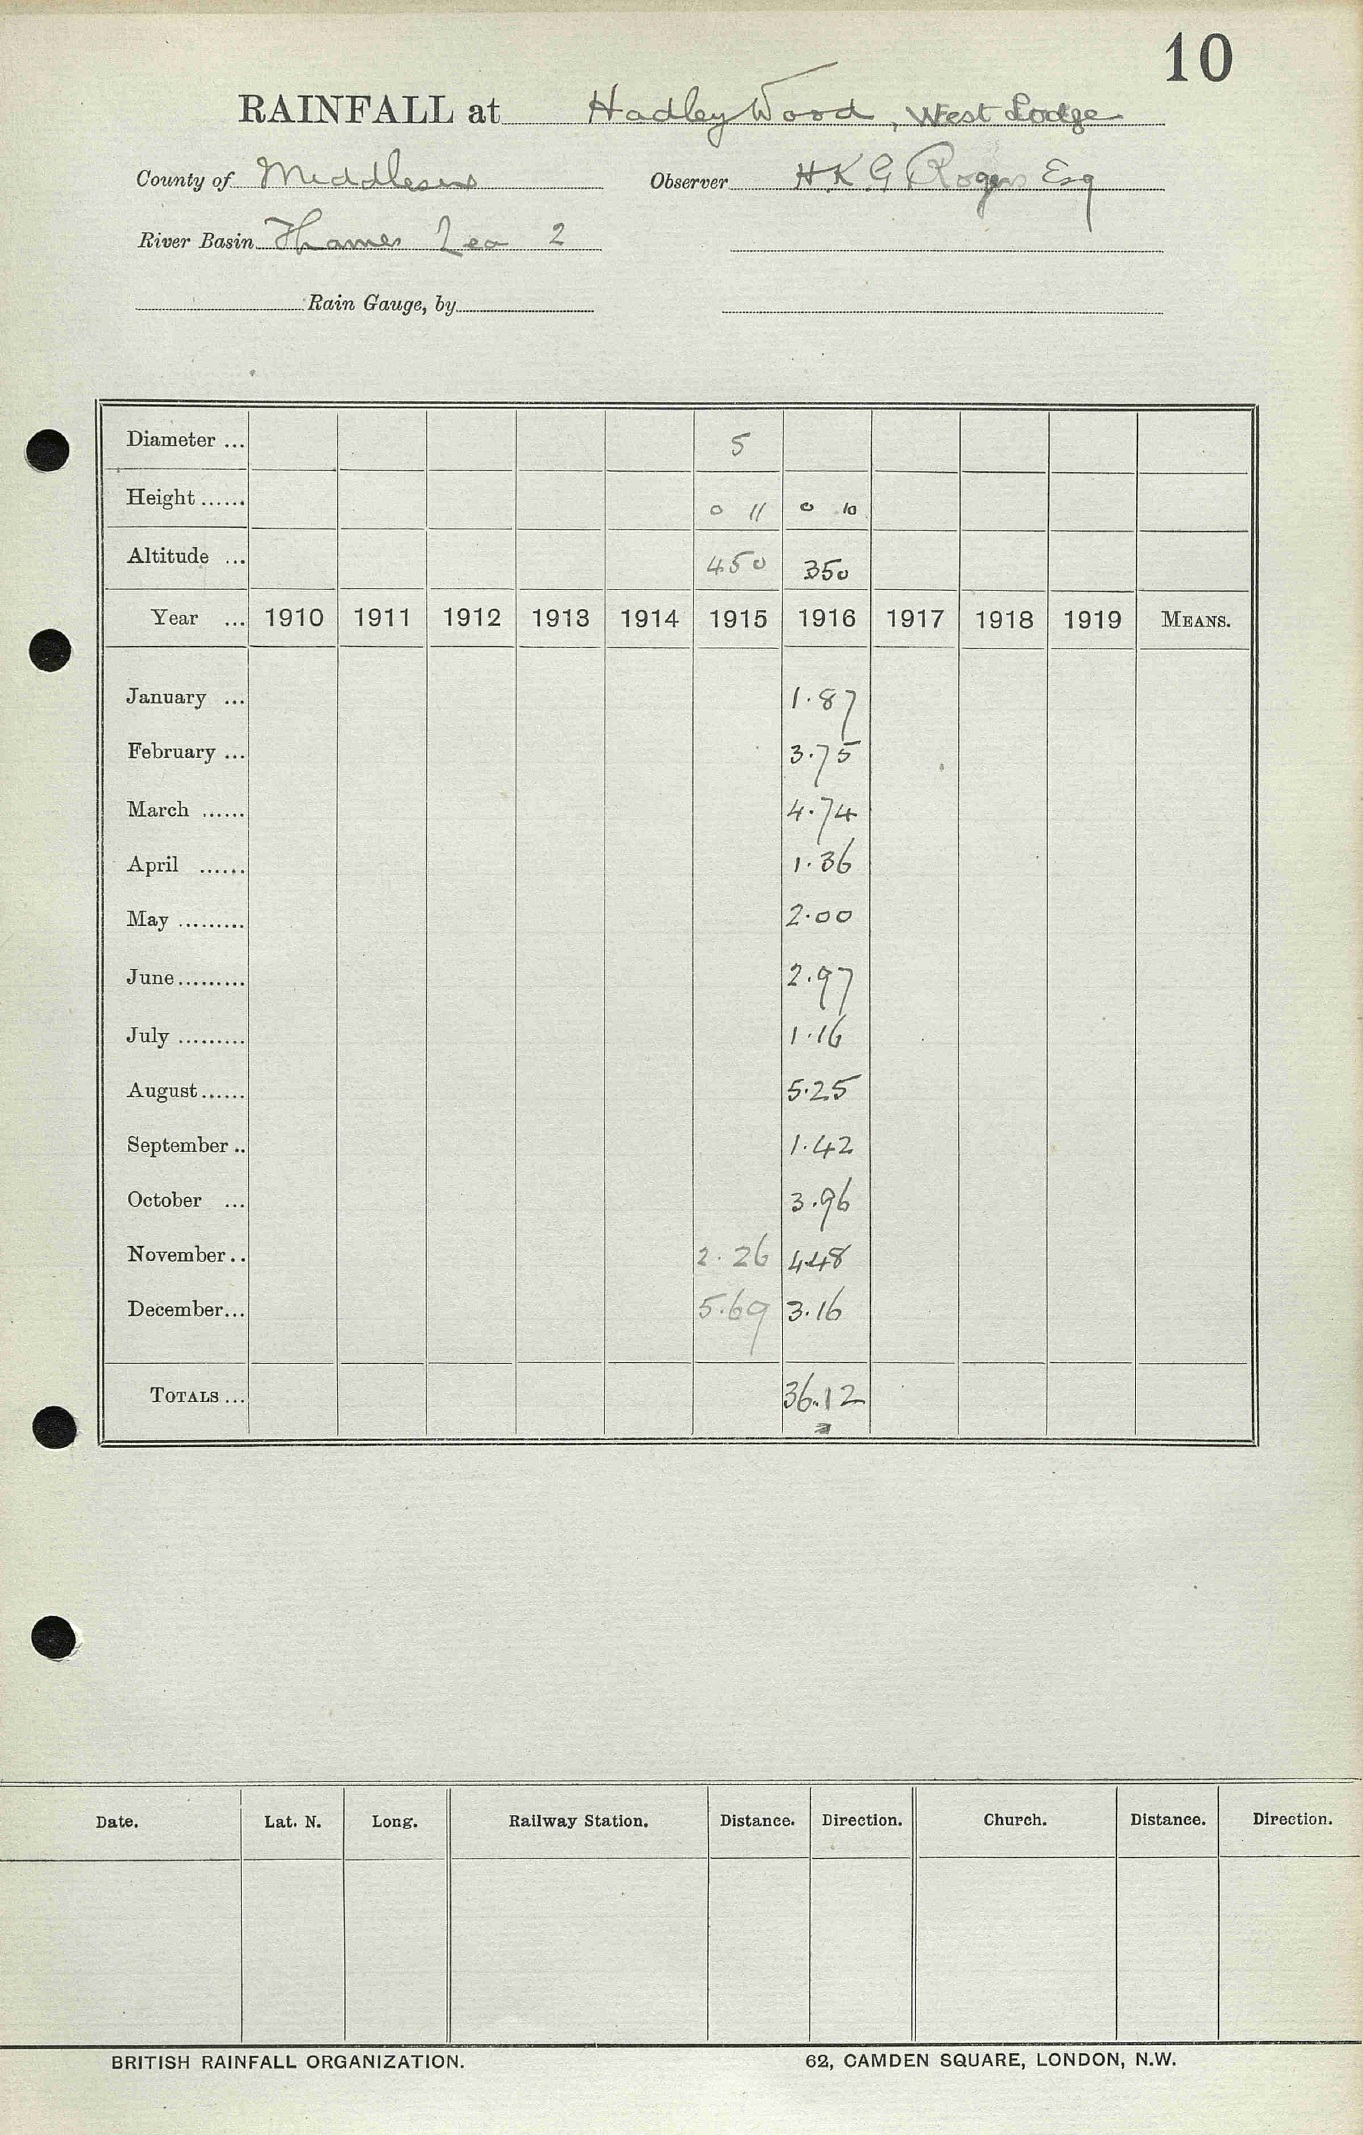 10
RAINFALL at Hadley Wood, West Lodge
County of Middlesex Observer H K G Rogers Esq
River Basin Thames Lea 2
Rain Gauge, by
Diameter ... 5
Height ...... 0 11 0 10
Altitude ... 450 350
Year ... 1910 1911 1912 1913 1914 1915 1916 1917 1918 1919 MEANS.
January ... 1.87
February ... 3.75
March ...... 4.74
April ...... 1.36
May ......... 2.00
June ......... 2.97
July ......... 1.16
August ...... 5.25
September .. 1.42
October ... 3.96
November .. 2.26 4.48
December ... 5.69 3.16
TOTALS ... 36.12
Date. Lat. N. Long. Railway Station. Distance. Direction. Church. Distance. Direction.
BRITISH RAINFALL ORGANIZATION. 62, CAMDEN SQUARE, LONDON, N.W.